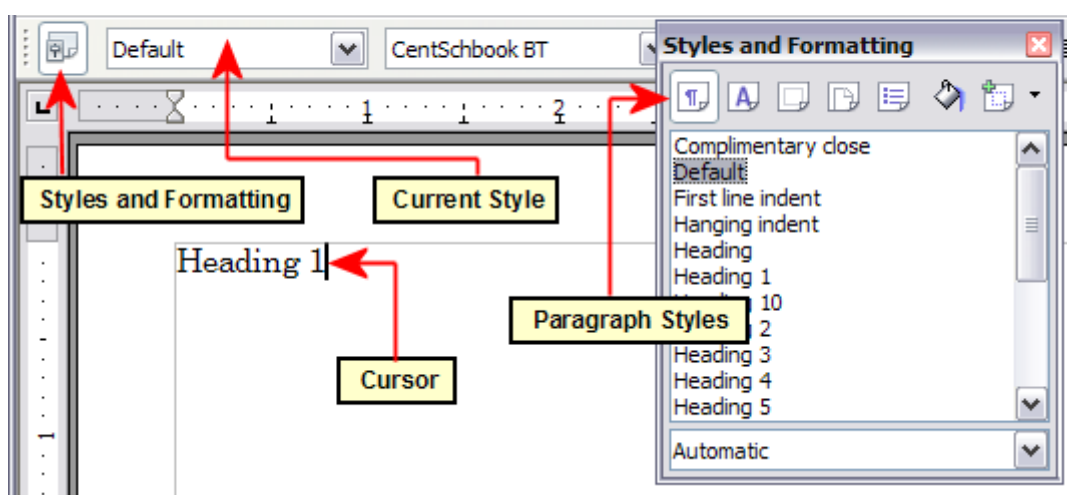 Default
CentSchbook BT
Styles and Formatting
1
2
Complimentary close
Default
Styles and Formatting
Current Style
First line indent
Hanging indent
Heading
Heading 1
Heading 1
10
Paragraph Styles
2
Heading 3
Cursor
Heading 4
Heading 5
1
Automatic